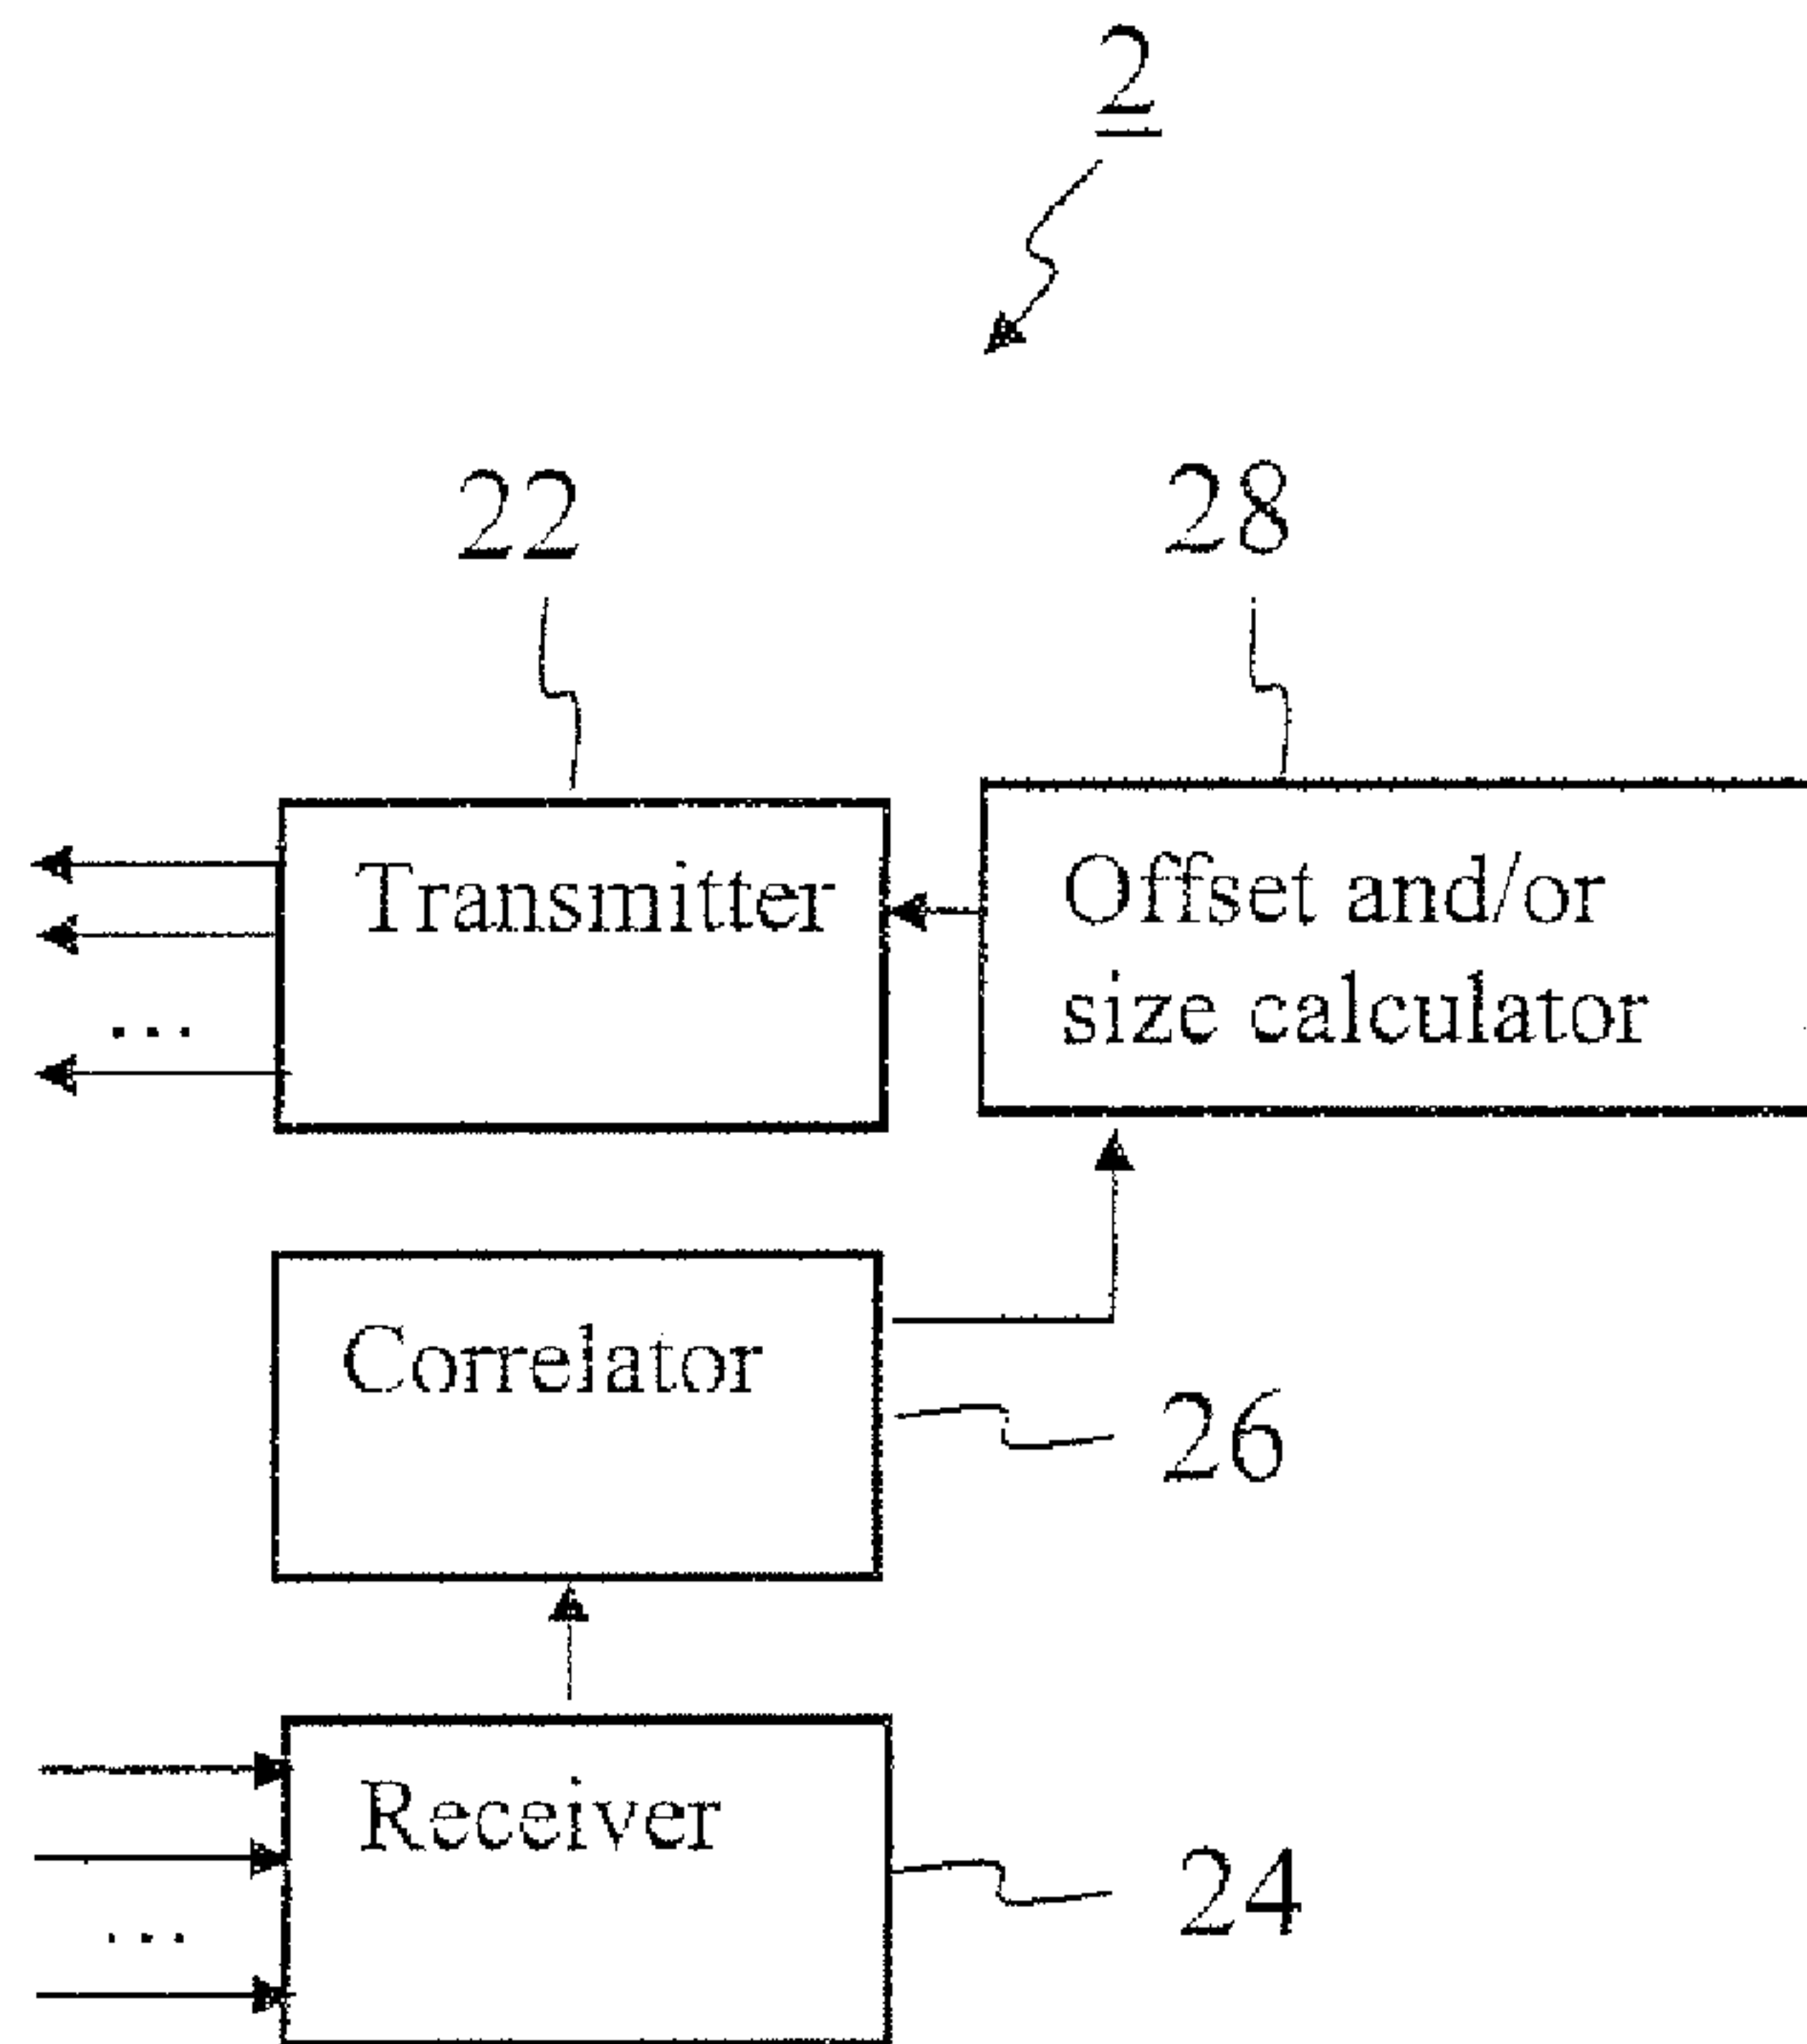 2
22
28
Transmitter
Offset and/or
size calculator
...
Correlator
26
Receiver
24
...